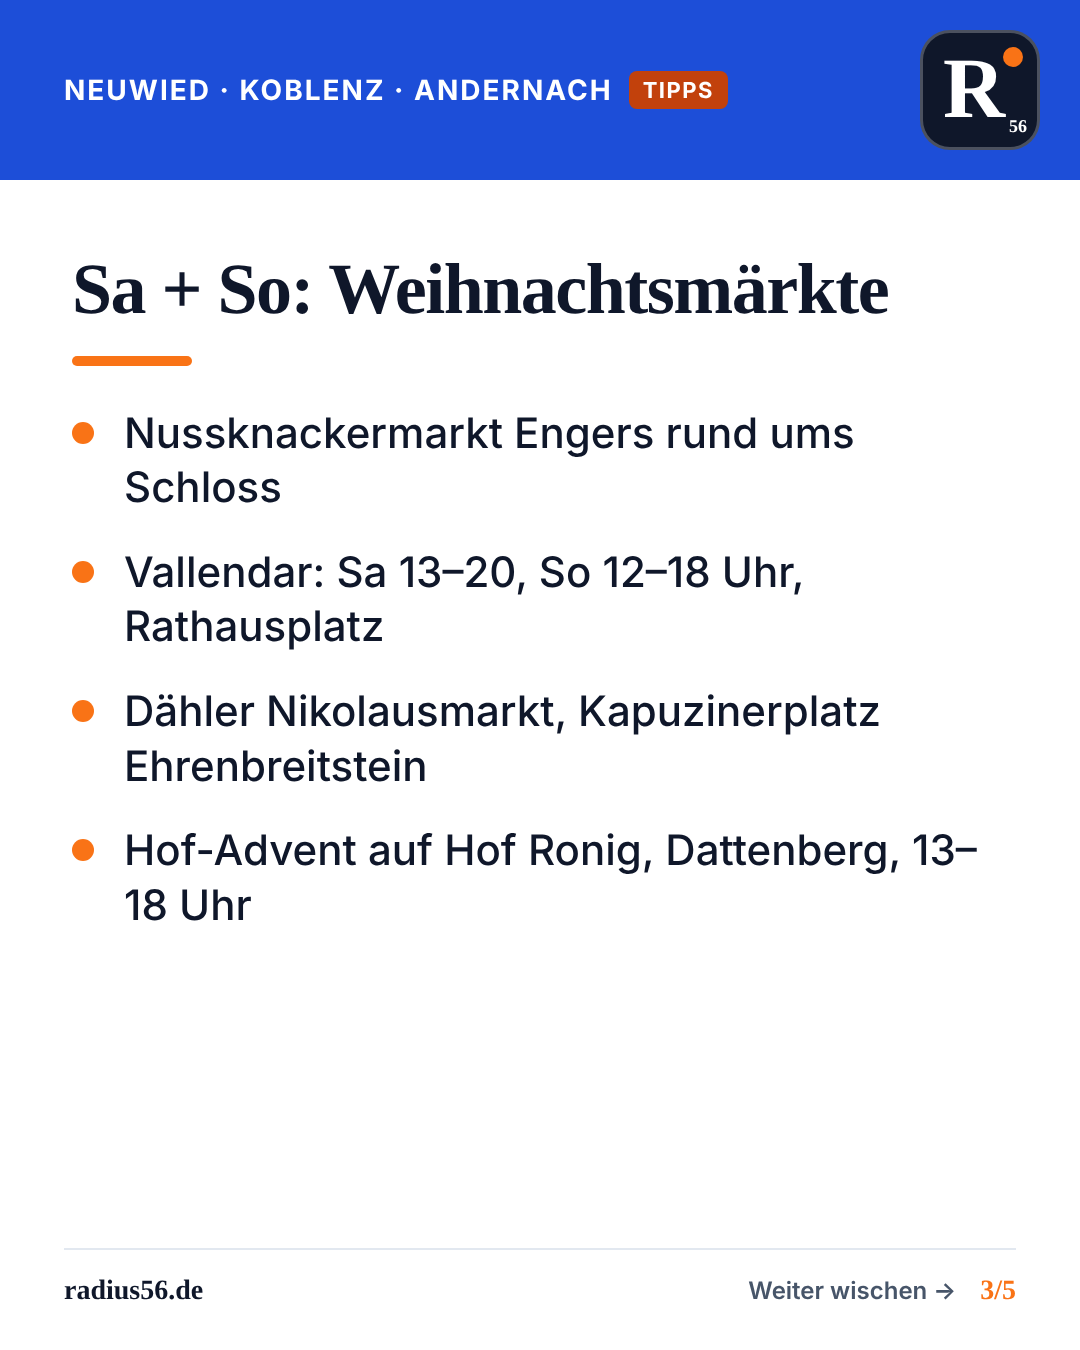 NEUWIED · KOBLENZ · ANDERNACH TIPPS
R
56
Sa + So: Weihnachtsmärkte
Nussknackermarkt Engers rund ums
Schloss
Vallendar: Sa 13–20, So 12–18 Uhr,
Rathausplatz
Dähler Nikolausmarkt, Kapuzinerplatz
Ehrenbreitstein
Hof-Advent auf Hof Ronig, Dattenberg, 13–
18 Uhr
radius56.de
Weiter wischen → 3/5